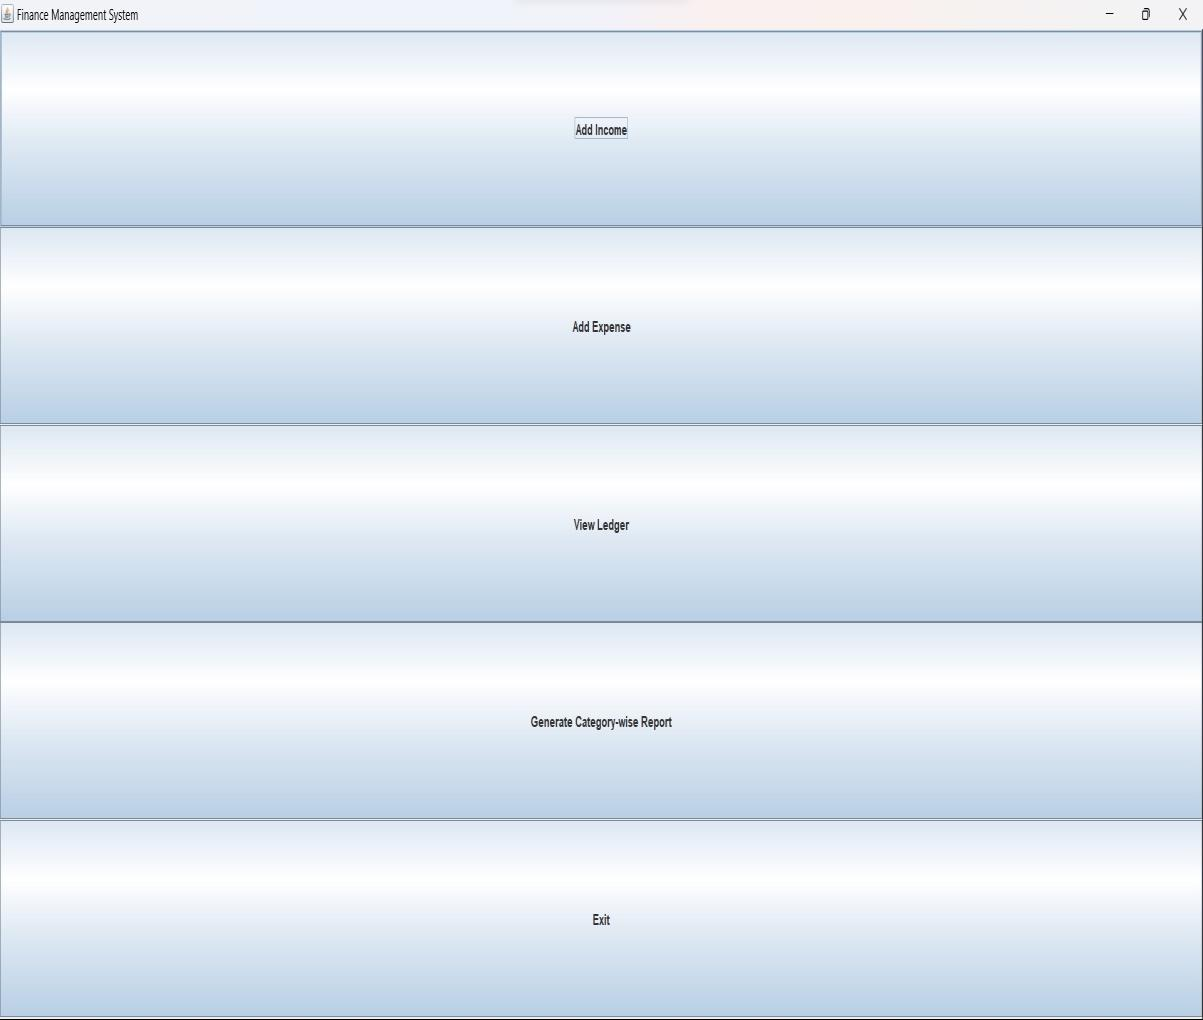 Finance Management System
Add Income
Add Expense
View Ledger
Generate Category-wise Report
Exit